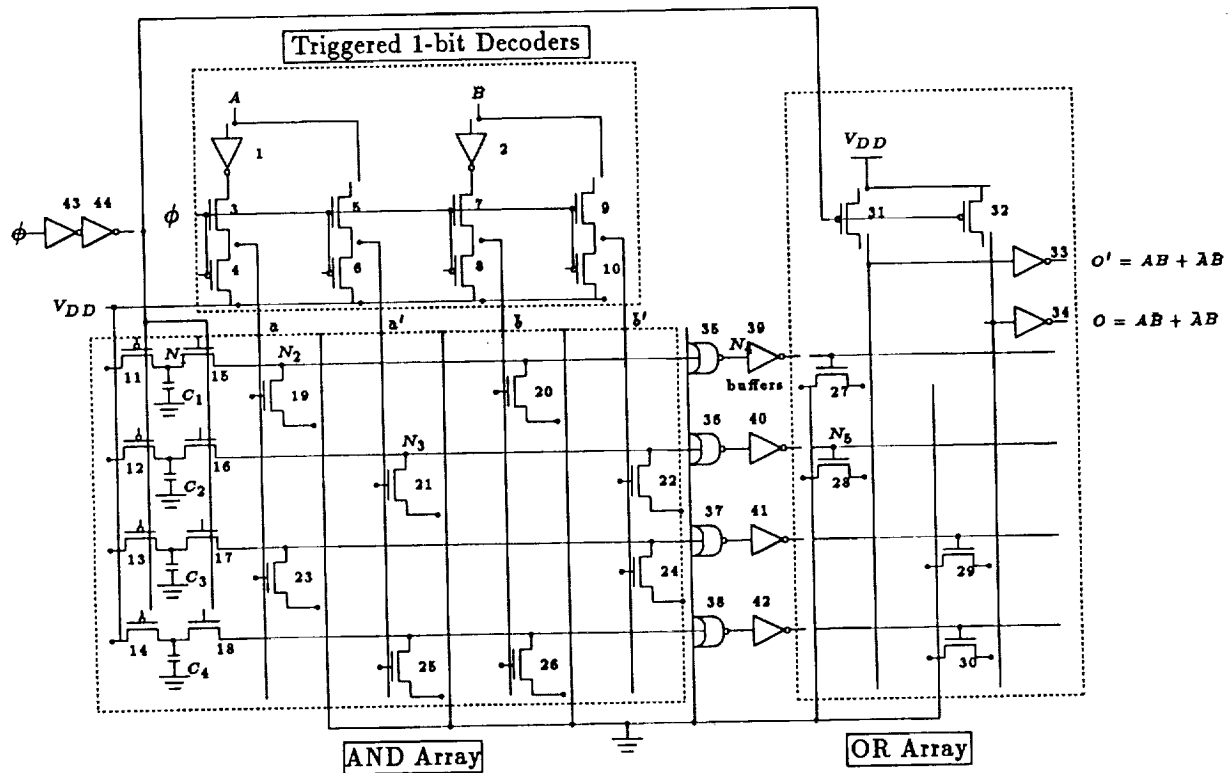 Triggered 1-bit Decoders
A B
1 2
V_DD
43 44 ϕ 3 5 7 9 31 32
ϕ
4 6 8 10 33 O' = AB + ĀB
V_DD
34 O = AB̄ + ĀB
a a' b b' 35 39
N N_2 N_4
11 15 buffers
C_1 19 20 27
36 40
N_3 N_5
12 16
C_2 21 22 28
37 41
13 17
C_3 23 24 29
38 42
14 18
C_4 25 26 30
AND Array OR Array